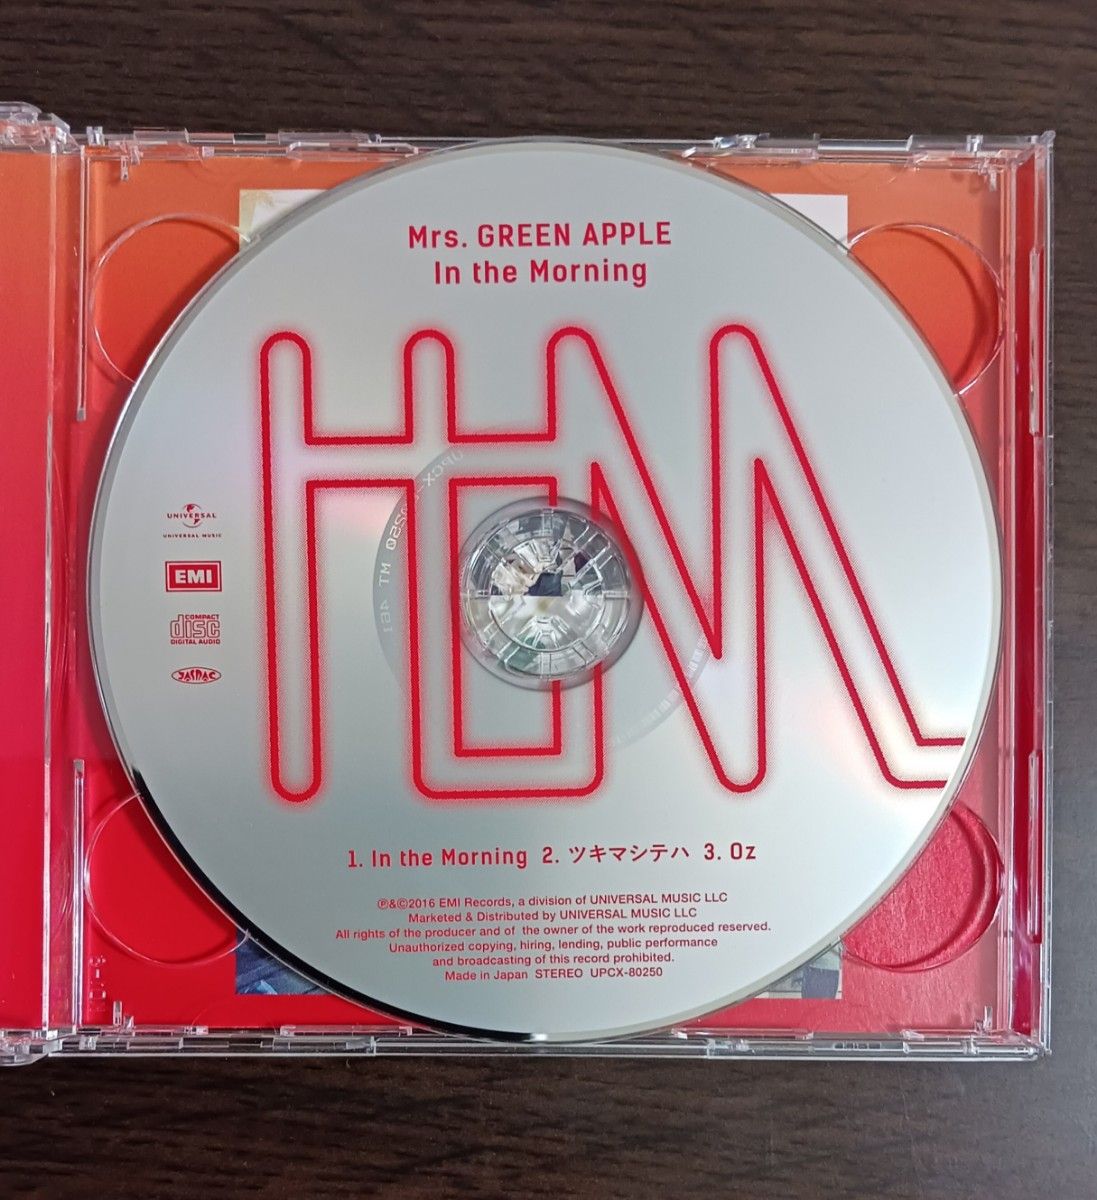 Mrs. GREEN APPLE
In the Morning
UNIVERSAL
UNIVERSAL MUSIC
EMI
COMPACT
disc
DIGITAL AUDIO
JASRAC
1. In the Morning 2. ツキマシテハ 3. Oz
℗&©2016 EMI Records, a division of UNIVERSAL MUSIC LLC
Marketed & Distributed by UNIVERSAL MUSIC LLC
All rights of the producer and of the owner of the work reproduced reserved.
Unauthorized copying, hiring, lending, public performance
and broadcasting of this record prohibited.
Made in Japan STEREO UPCX-80250